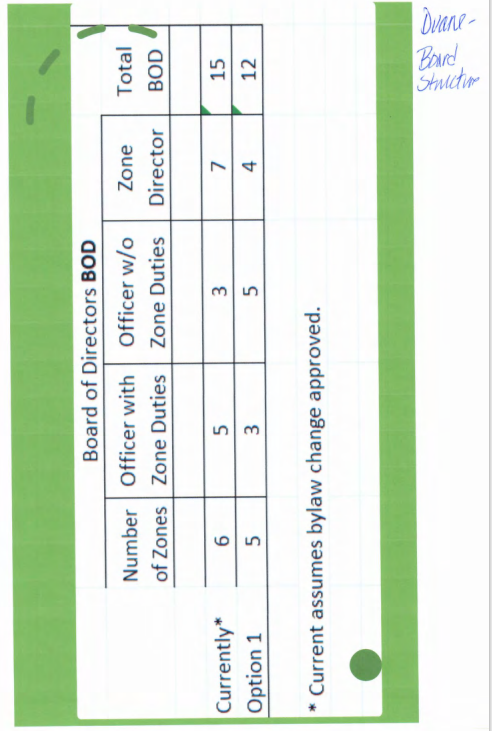 Duane-
Board
Structure
Board of Directors BOD
Number of Zones Officer with Zone Duties Officer w/o Zone Duties Zone Director Total BOD
Currently* 6 5 3 7 15
Option 1 5 3 5 4 12
* Current assumes bylaw change approved.